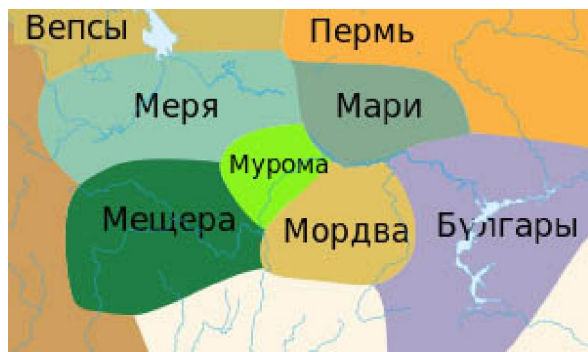 Вепсы
Пермь
Меря
Мари
Мурома
Мещера
Мордва
Булгары